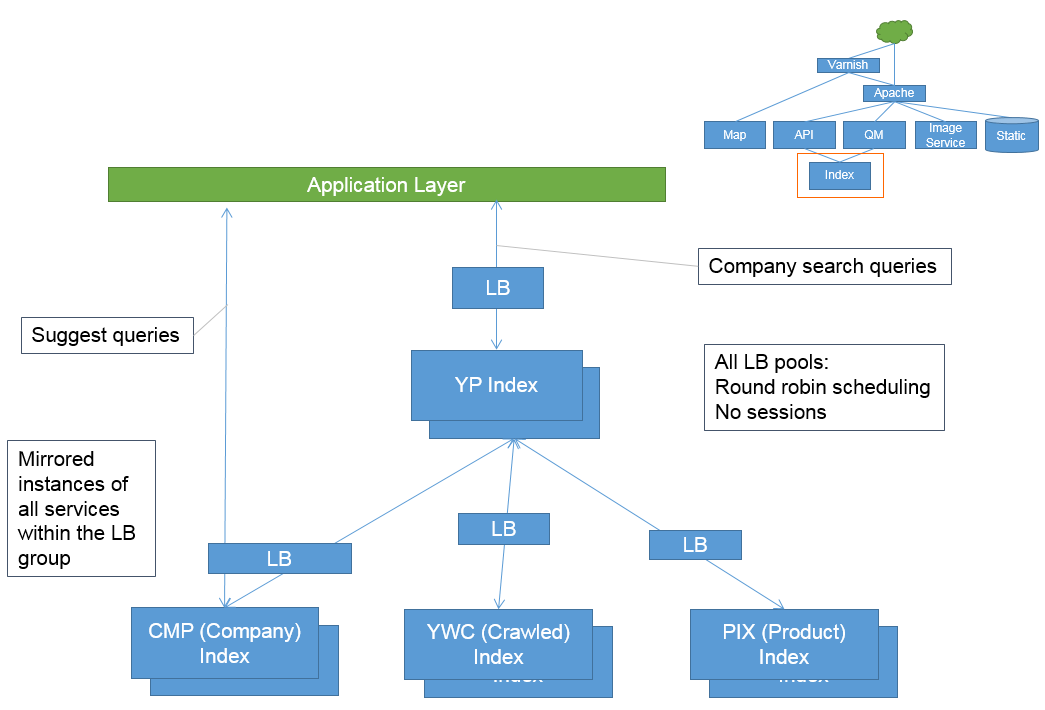 Varnish
Apache
Map
API
QM
Image
Service
Static
Index
Application Layer
Company search queries
LB
Suggest queries
All LB pools:
Round robin scheduling
No sessions
YP Index
Mirrored
instances of
all services
within the LB
group
LB
LB
LB
CMP (Company)
Index
YWC (Crawled)
Index
Index
PIX (Product)
Index
Index